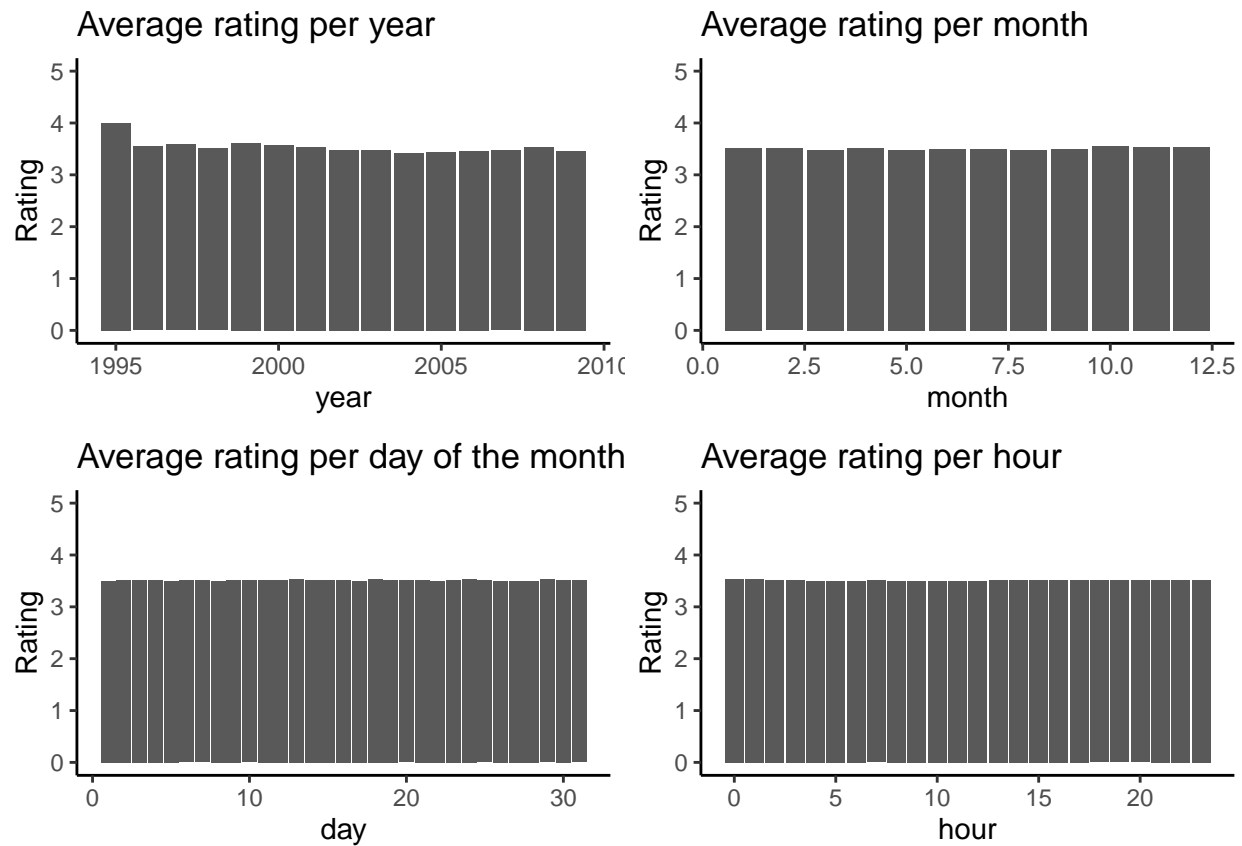 Average rating per year
5
4
3
2
1
0
Rating
1995 2000 2005 2010
year
Average rating per month
5
4
3
2
1
0
Rating
0.0 2.5 5.0 7.5 10.0 12.5
month
Average rating per day of the month
5
4
3
2
1
0
Rating
0 10 20 30
day
Average rating per hour
5
4
3
2
1
0
Rating
0 5 10 15 20
hour